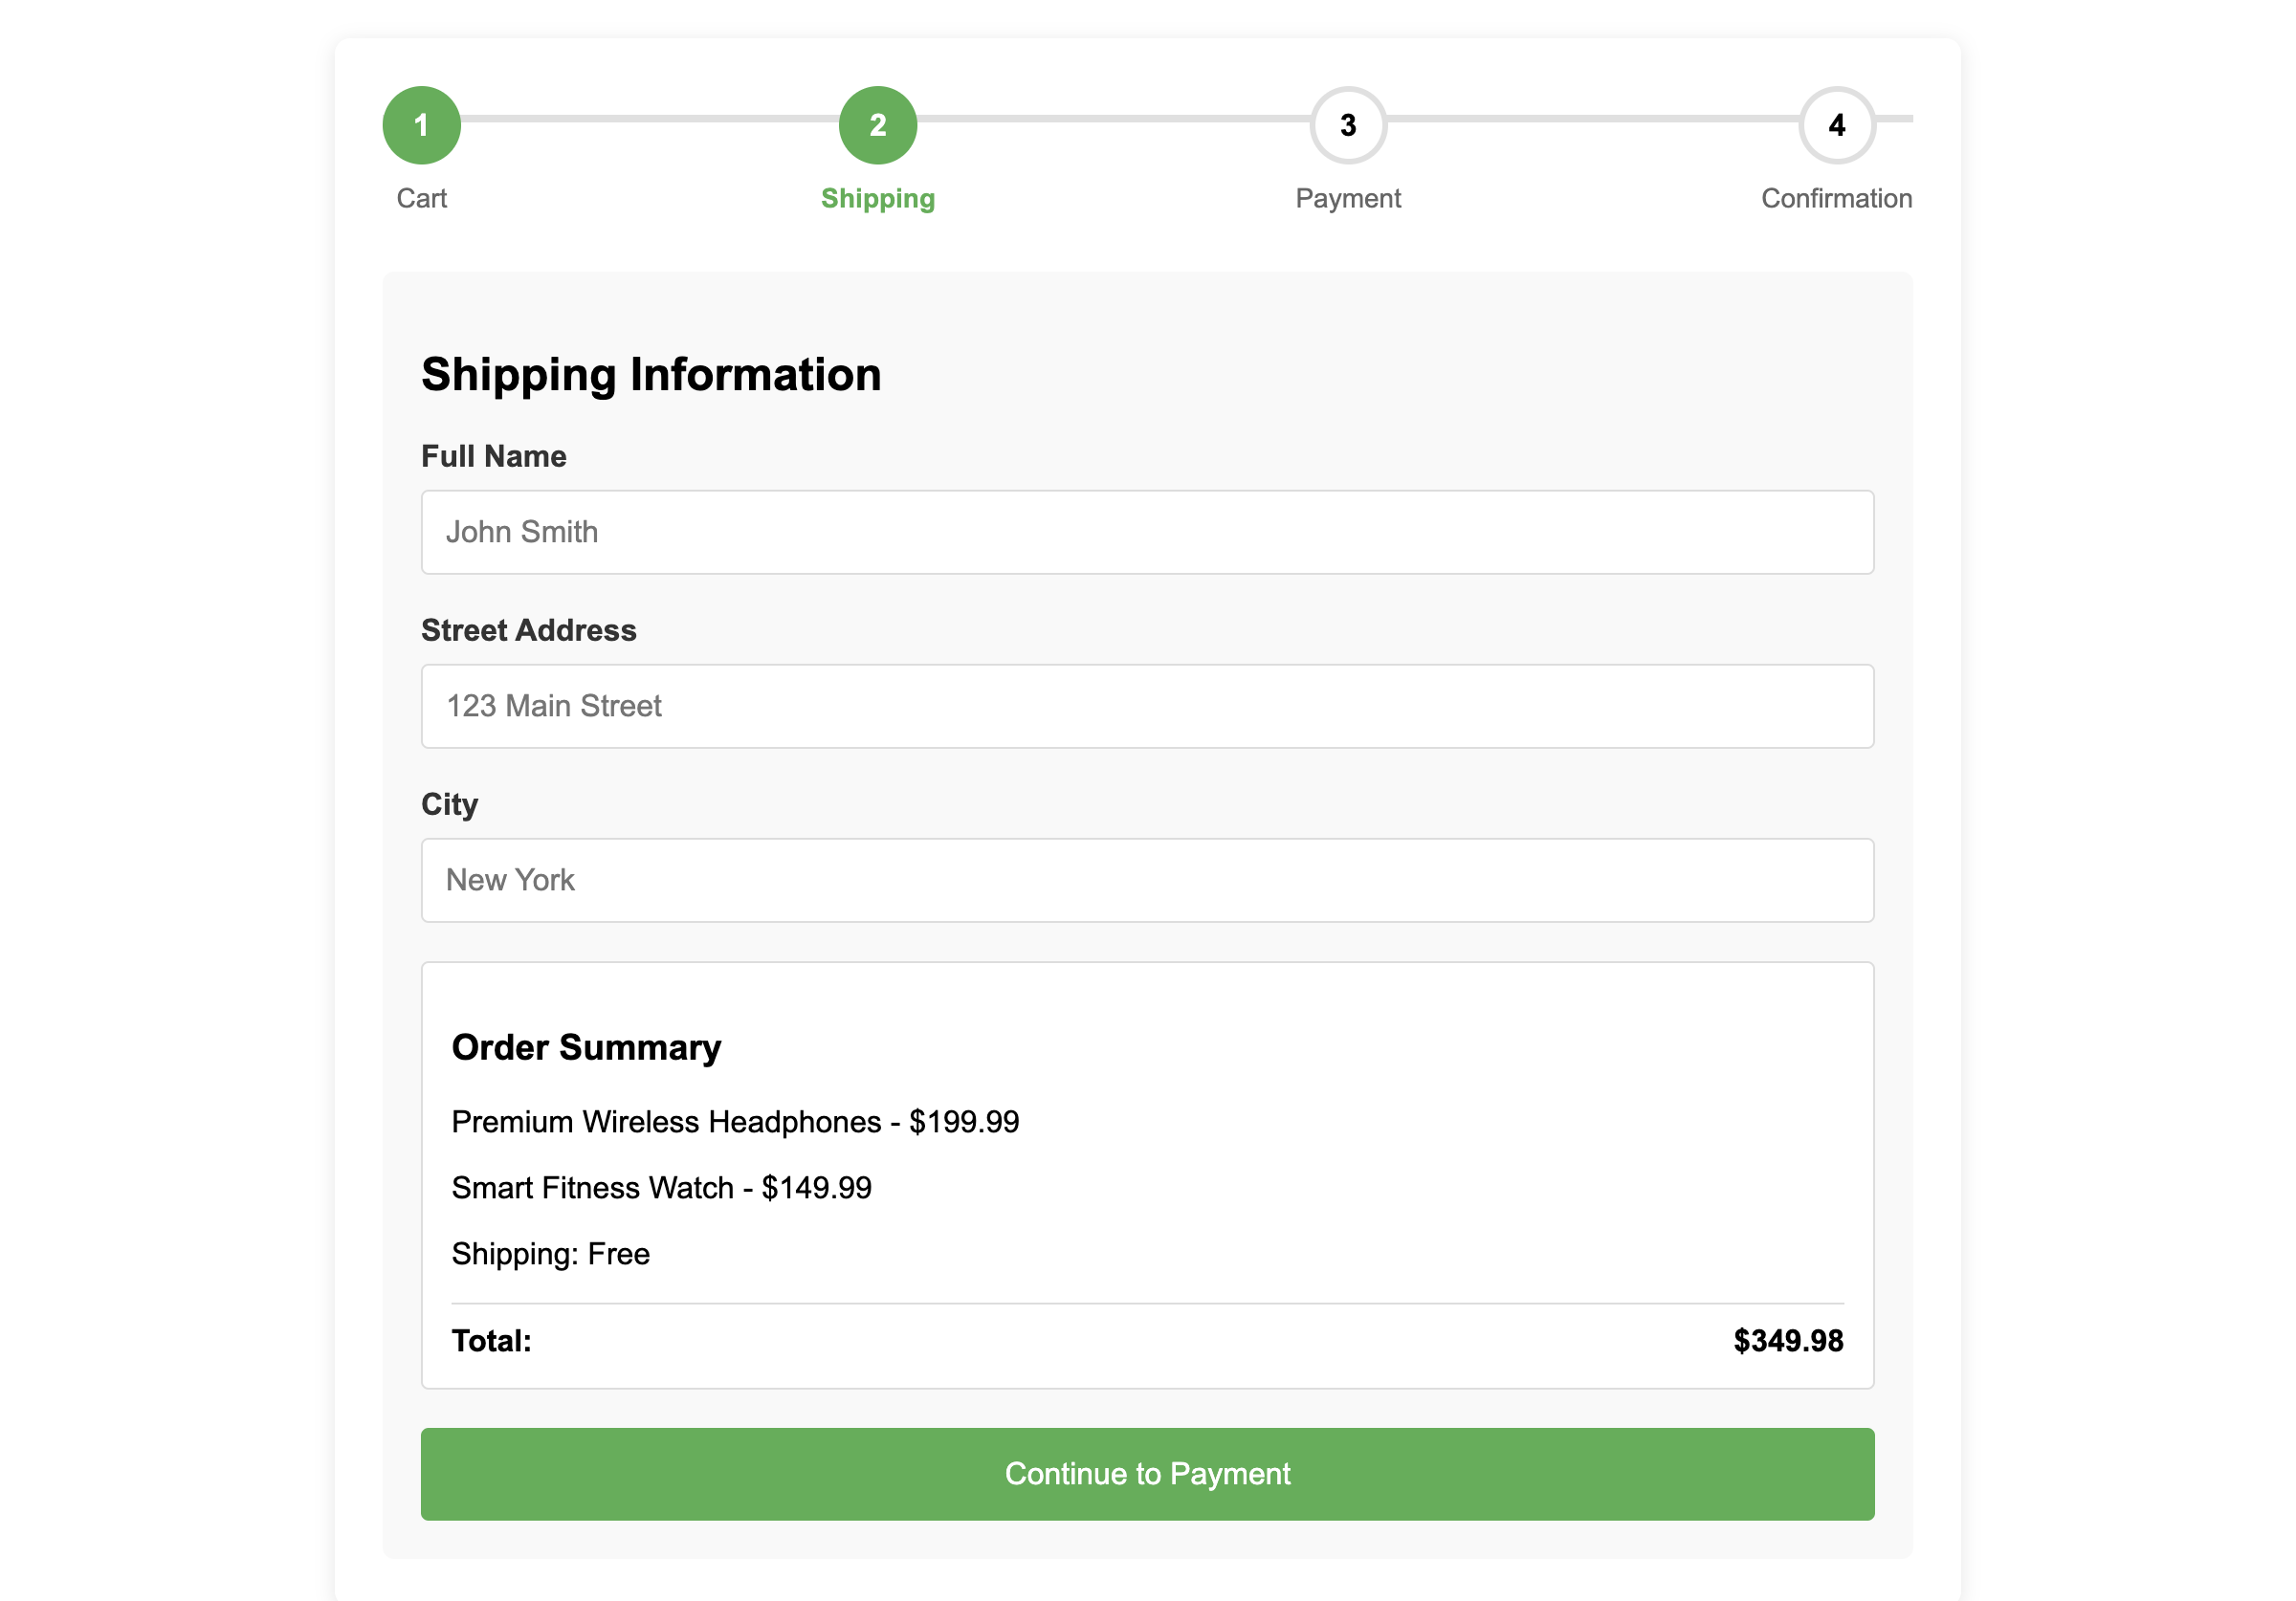 1
2
3
4
Cart
Shipping
Payment
Confirmation
Shipping Information
Full Name
John Smith
Street Address
123 Main Street
City
New York
Order Summary
Premium Wireless Headphones - $199.99
Smart Fitness Watch - $149.99
Shipping: Free
Total: $349.98
Continue to Payment